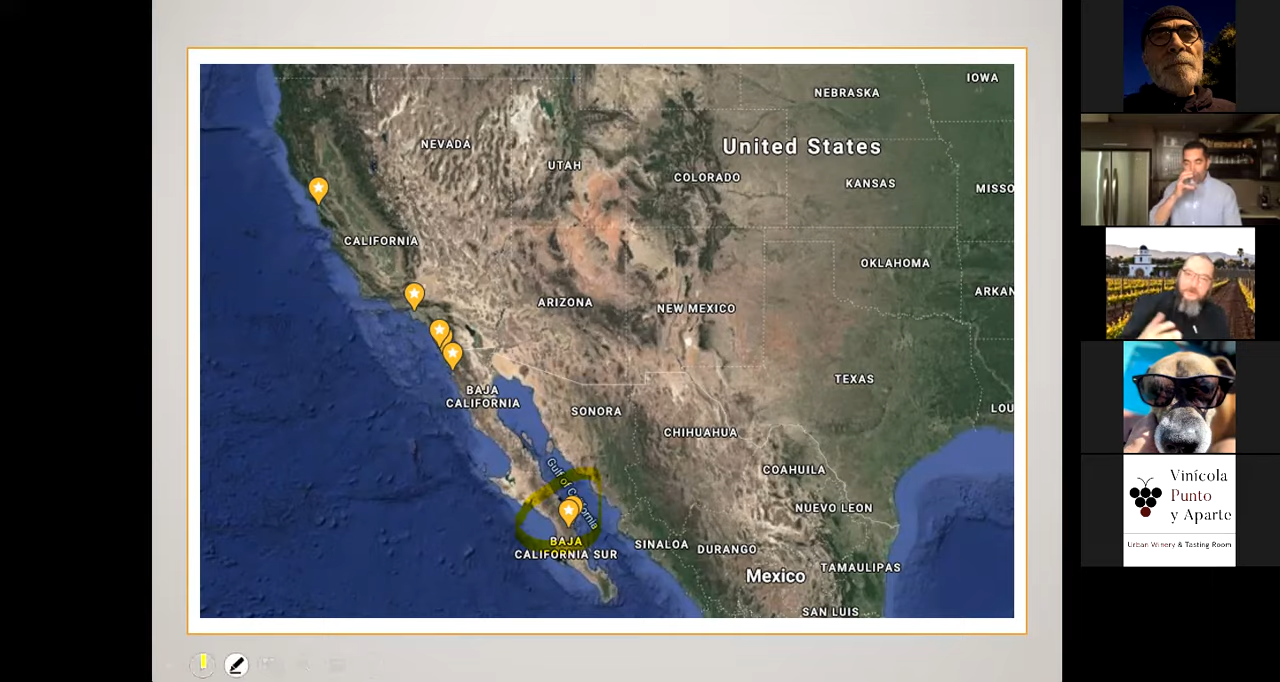 IOWA
NEBRASKA
NEVADA
United States
UTAH
COLORADO
KANSAS
MISSO
CALIFORNIA
OKLAHOMA
ARKAN
ARIZONA
NEW MEXICO
TEXAS
BAJA
CALIFORNIA
SONORA
LOU
CHIHUAHUA
COAHUILA
Gulf of California
NUEVO LEON
BAJA
CALIFORNIA SUR
SINALOA
DURANGO
TAMAULIPAS
Mexico
SAN LUIS
Vinícola
Punto
y Aparte
Urban Winery & Tasting Room